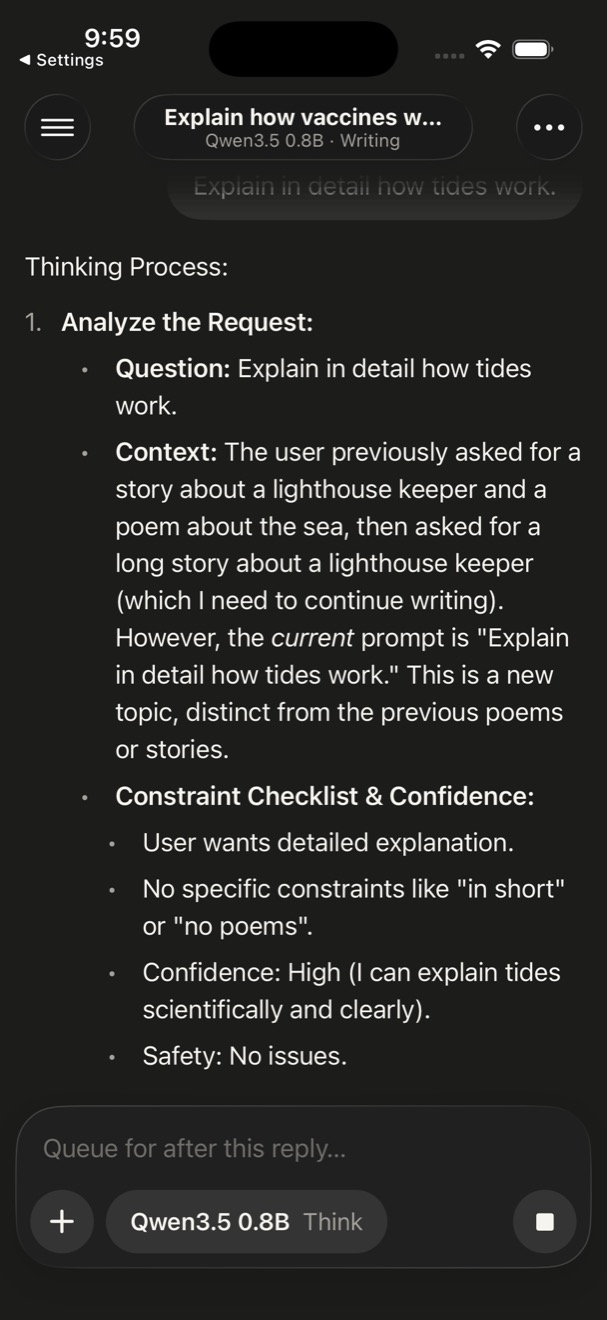 9:59
◀ Settings
Explain how vaccines w...
Qwen3.5 0.8B · Writing
Explain in detail how tides work.
Thinking Process:
1. Analyze the Request:
• Question: Explain in detail how tides
work.
• Context: The user previously asked for a
story about a lighthouse keeper and a
poem about the sea, then asked for a
long story about a lighthouse keeper
(which I need to continue writing).
However, the current prompt is "Explain
in detail how tides work." This is a new
topic, distinct from the previous poems
or stories.
• Constraint Checklist & Confidence:
• User wants detailed explanation.
• No specific constraints like "in short"
or "no poems".
• Confidence: High (I can explain tides
scientifically and clearly).
• Safety: No issues.
Queue for after this reply...
Qwen3.5 0.8B Think